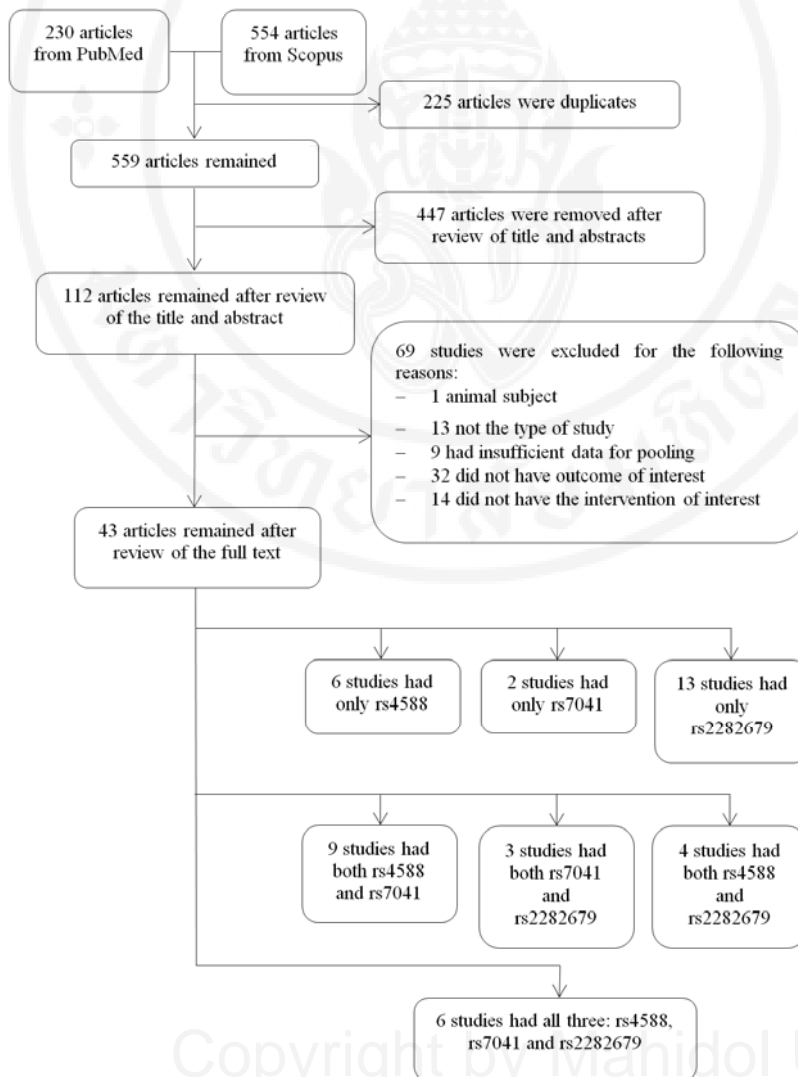 230 articles
from PubMed
554 articles
from Scopus
225 articles were duplicates
559 articles remained
447 articles were removed after
review of title and abstracts
112 articles remained after review
of the title and abstract
69 studies were excluded for the following
reasons:
– 1 animal subject
– 13 not the type of study
– 9 had insufficient data for pooling
– 32 did not have outcome of interest
– 14 did not have the intervention of interest
43 articles remained after
review of the full text
6 studies had
only rs4588
2 studies had
only rs7041
13 studies had
only
rs2282679
9 studies had
both rs4588
and rs7041
3 studies had
both rs7041
and
rs2282679
4 studies had
both rs4588
and
rs2282679
6 studies had all three: rs4588,
rs7041 and rs2282679
Copyright by Mahidol U